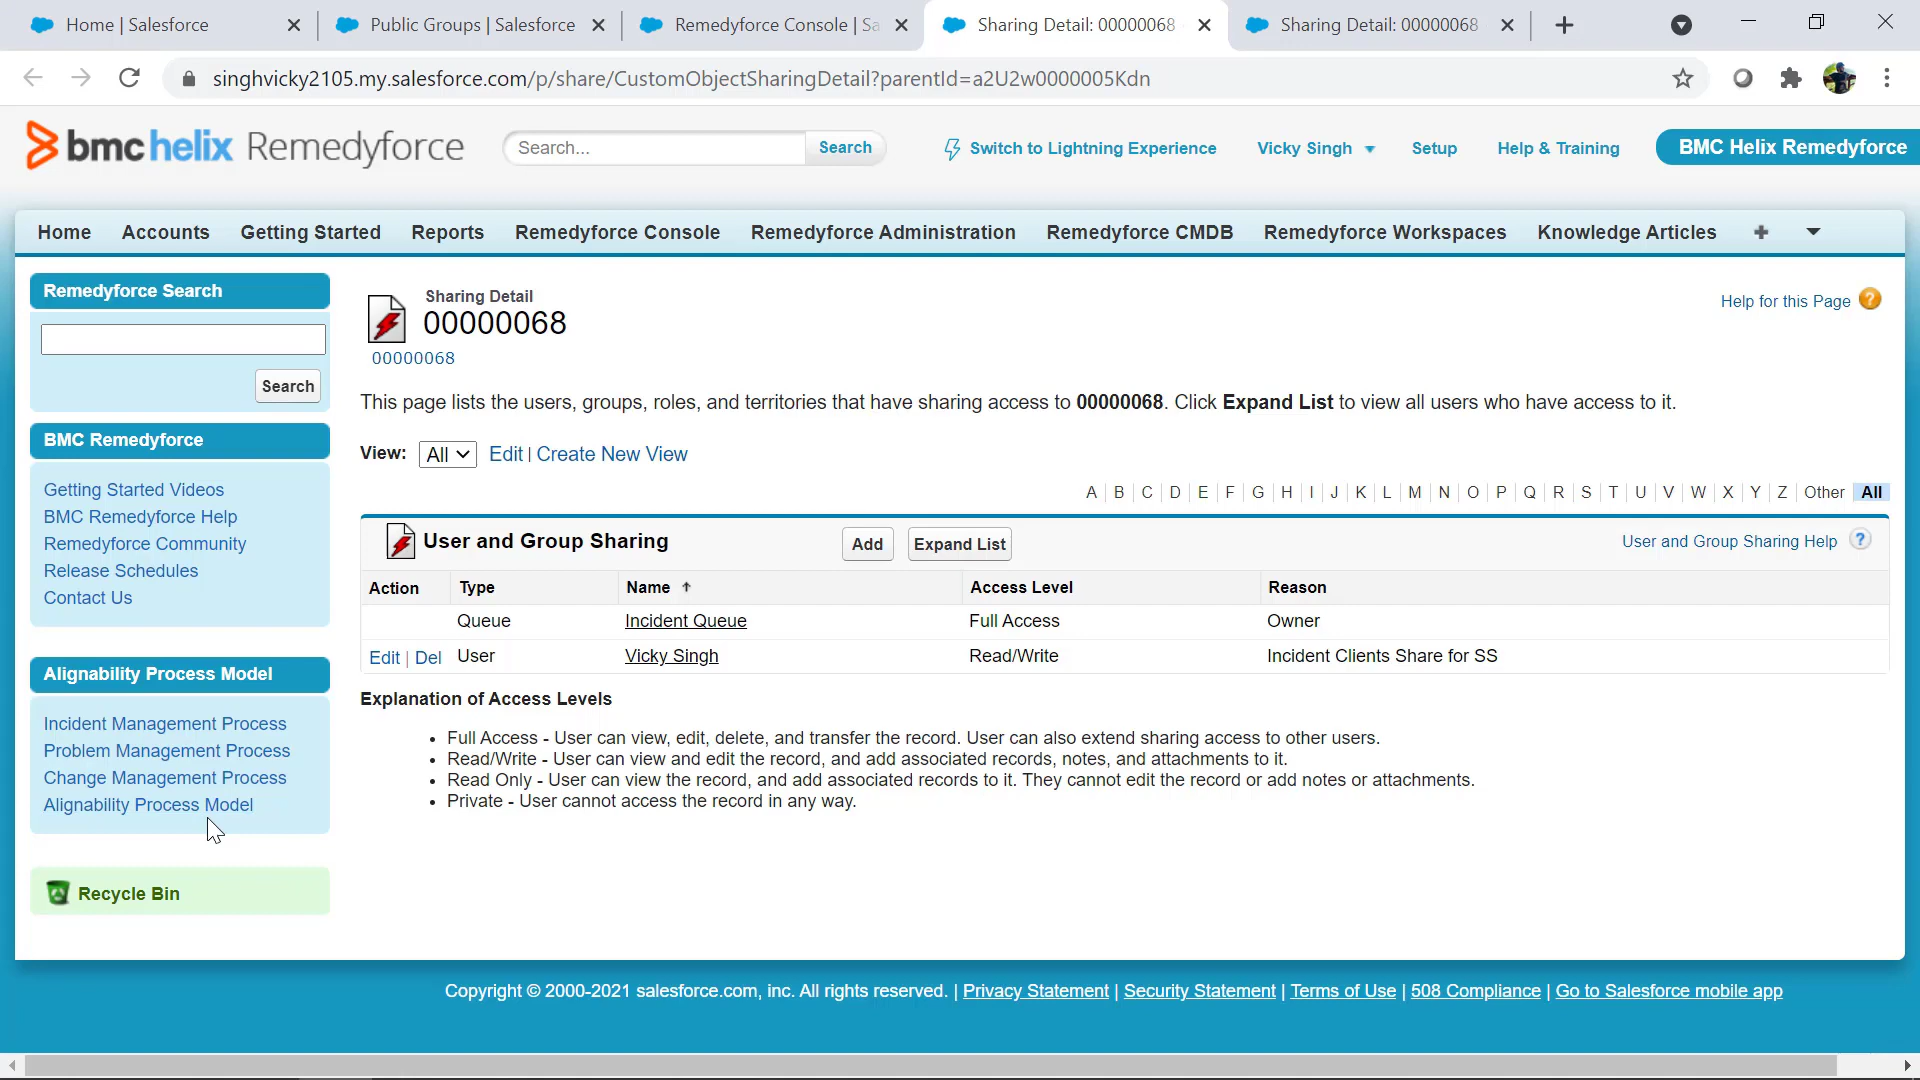 Home | Salesforce
Public Groups | Salesforce
Remedyforce Console | Sa
Sharing Detail: 00000068
Sharing Detail: 00000068
singhvicky2105.my.salesforce.com/p/share/CustomObjectSharingDetail?parentId=a2U2w0000005Kdn
bmchelix Remedyforce
Search...
Search
Switch to Lightning Experience
Vicky Singh
Setup
Help & Training
BMC Helix Remedyforce
Home
Accounts
Getting Started
Reports
Remedyforce Console
Remedyforce Administration
Remedyforce CMDB
Remedyforce Workspaces
Knowledge Articles
Remedyforce Search
Search
BMC Remedyforce
Getting Started Videos
BMC Remedyforce Help
Remedyforce Community
Release Schedules
Contact Us
Alignability Process Model
Incident Management Process
Problem Management Process
Change Management Process
Alignability Process Model
Recycle Bin
Sharing Detail
00000068
00000068
Help for this Page ?
This page lists the users, groups, roles, and territories that have sharing access to 00000068. Click Expand List to view all users who have access to it.
View: All Edit | Create New View
A | B | C | D | E | F | G | H | I | J | K | L | M | N | O | P | Q | R | S | T | U | V | W | X | Y | Z | Other | All
User and Group Sharing
Add
Expand List
User and Group Sharing Help ?
Action Type Name Access Level Reason
Queue Incident Queue Full Access Owner
Edit | Del User Vicky Singh Read/Write Incident Clients Share for SS
Explanation of Access Levels
• Full Access - User can view, edit, delete, and transfer the record. User can also extend sharing access to other users.
• Read/Write - User can view and edit the record, and add associated records, notes, and attachments to it.
• Read Only - User can view the record, and add associated records to it. They cannot edit the record or add notes or attachments.
• Private - User cannot access the record in any way.
Copyright © 2000-2021 salesforce.com, inc. All rights reserved. | Privacy Statement | Security Statement | Terms of Use | 508 Compliance | Go to Salesforce mobile app